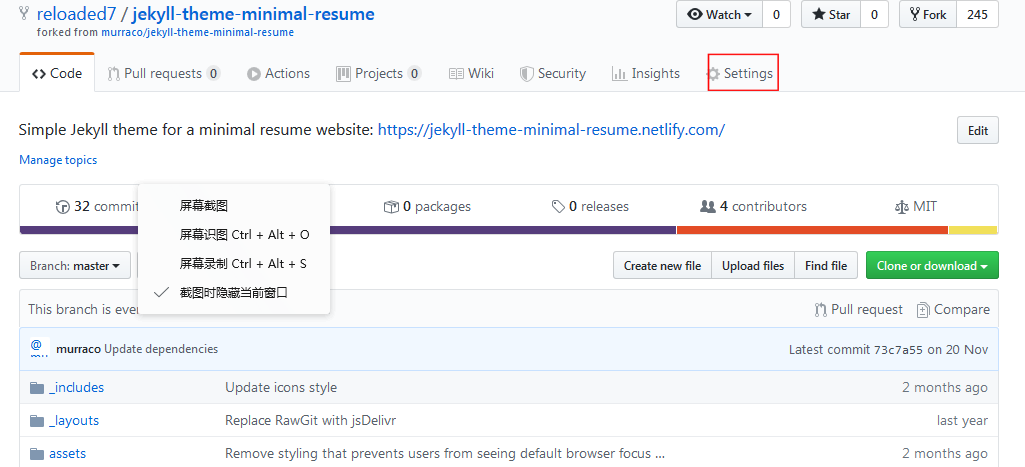 reloaded7 / jekyll-theme-minimal-resume
forked from murraco/jekyll-theme-minimal-resume
Watch 0 Star 0 Fork 245
Code Pull requests 0 Actions Projects 0 Wiki Security Insights Settings
Simple Jekyll theme for a minimal resume website: https://jekyll-theme-minimal-resume.netlify.com/
Edit
Manage topics
32 commit 0 packages 0 releases 4 contributors MIT
屏幕截图
屏幕识图 Ctrl + Alt + O
屏幕录制 Ctrl + Alt + S
截图时隐藏当前窗口
Branch: master Create new file Upload files Find file Clone or download
This branch is eve Pull request Compare
murraco Update dependencies Latest commit 73c7a55 on 20 Nov
_includes Update icons style 2 months ago
_layouts Replace RawGit with jsDelivr last year
assets Remove styling that prevents users from seeing default browser focus ... 2 months ago